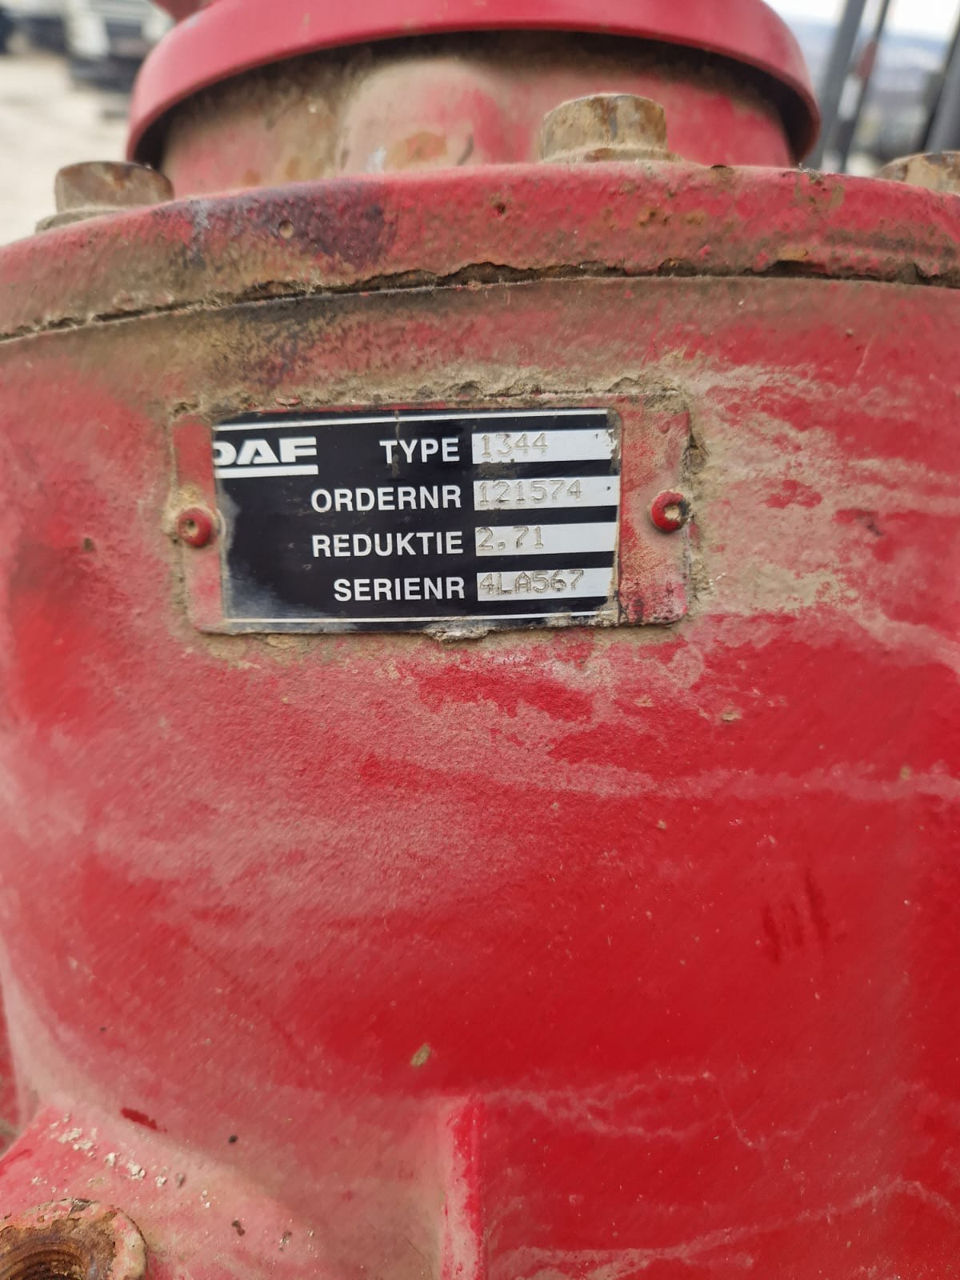 DAF TYPE 1344
ORDERNR 121574
REDUKTIE 2.71
SERIENR 4LA567